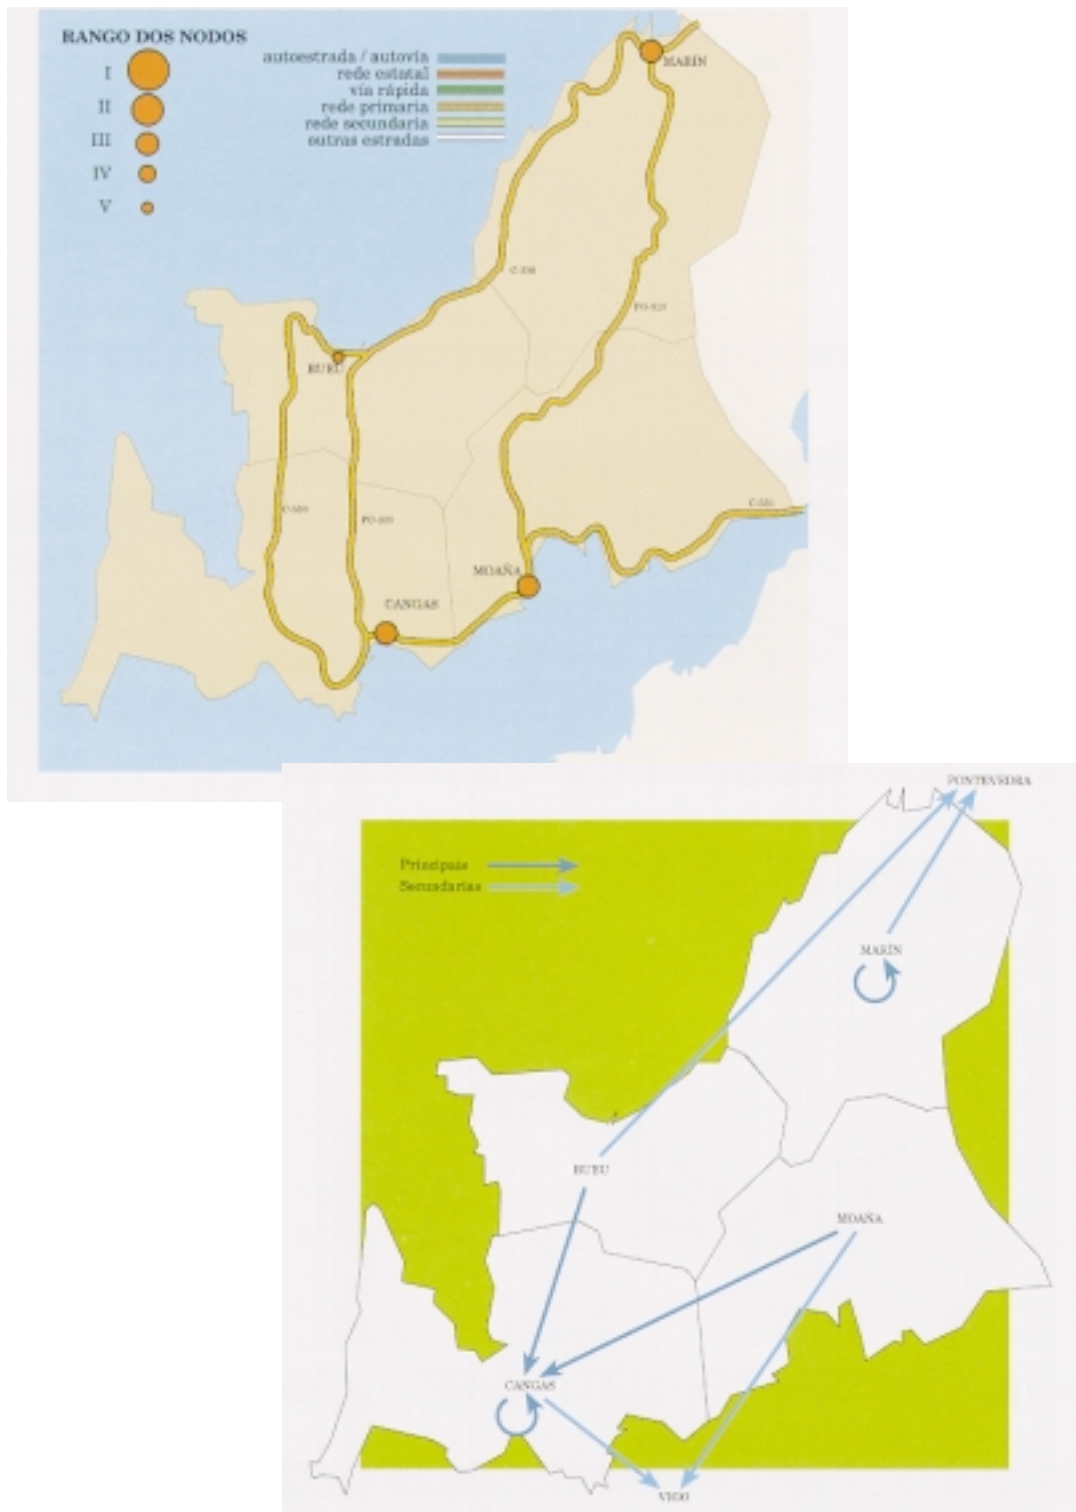 RANGO DOS NODOS
I
II
III
IV
V
autoestrada / autovía
rede estatal
vía rápida
rede primaria
rede secundaria
outras estradas
MARÍN
BUEU
MOAÑA
CANGAS
C-550
PONTEVEDRA
Principais
Secundarias
MARÍN
BUEU
MOAÑA
CANGAS
VIGO